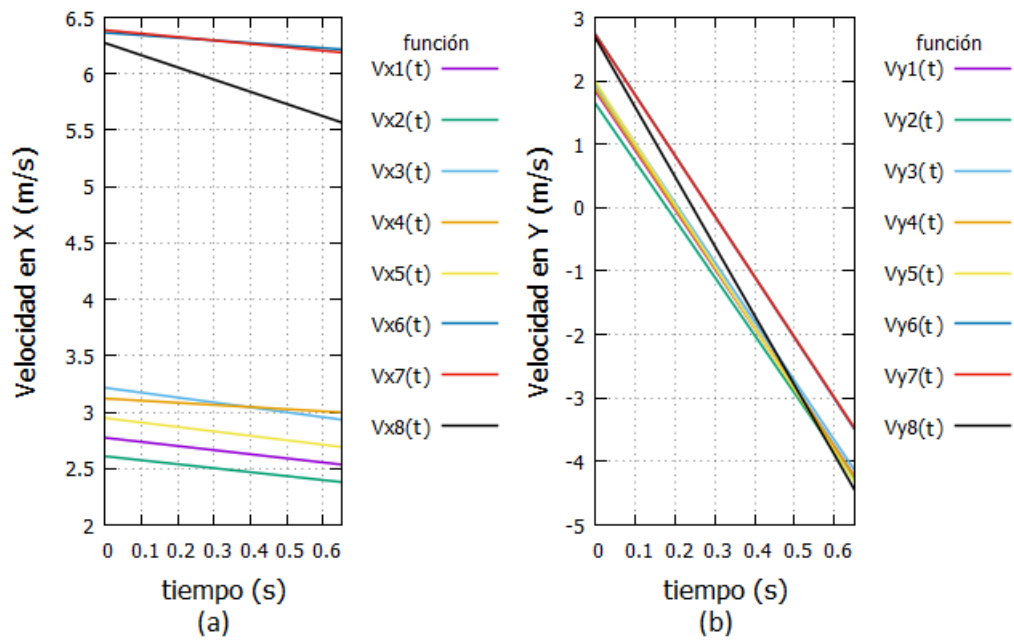 Velocidad en X (m/s)
6.5
6
5.5
5
4.5
4
3.5
3
2.5
2
0 0.1 0.2 0.3 0.4 0.5 0.6
tiempo (s)
(a)
función
Vx1(t)
Vx2(t)
Vx3(t)
Vx4(t)
Vx5(t)
Vx6(t)
Vx7(t)
Vx8(t)
Velocidad en Y (m/s)
3
2
1
0
-1
-2
-3
-4
-5
0 0.1 0.2 0.3 0.4 0.5 0.6
tiempo (s)
(b)
función
Vy1(t)
Vy2(t)
Vy3(t)
Vy4(t)
Vy5(t)
Vy6(t)
Vy7(t)
Vy8(t)